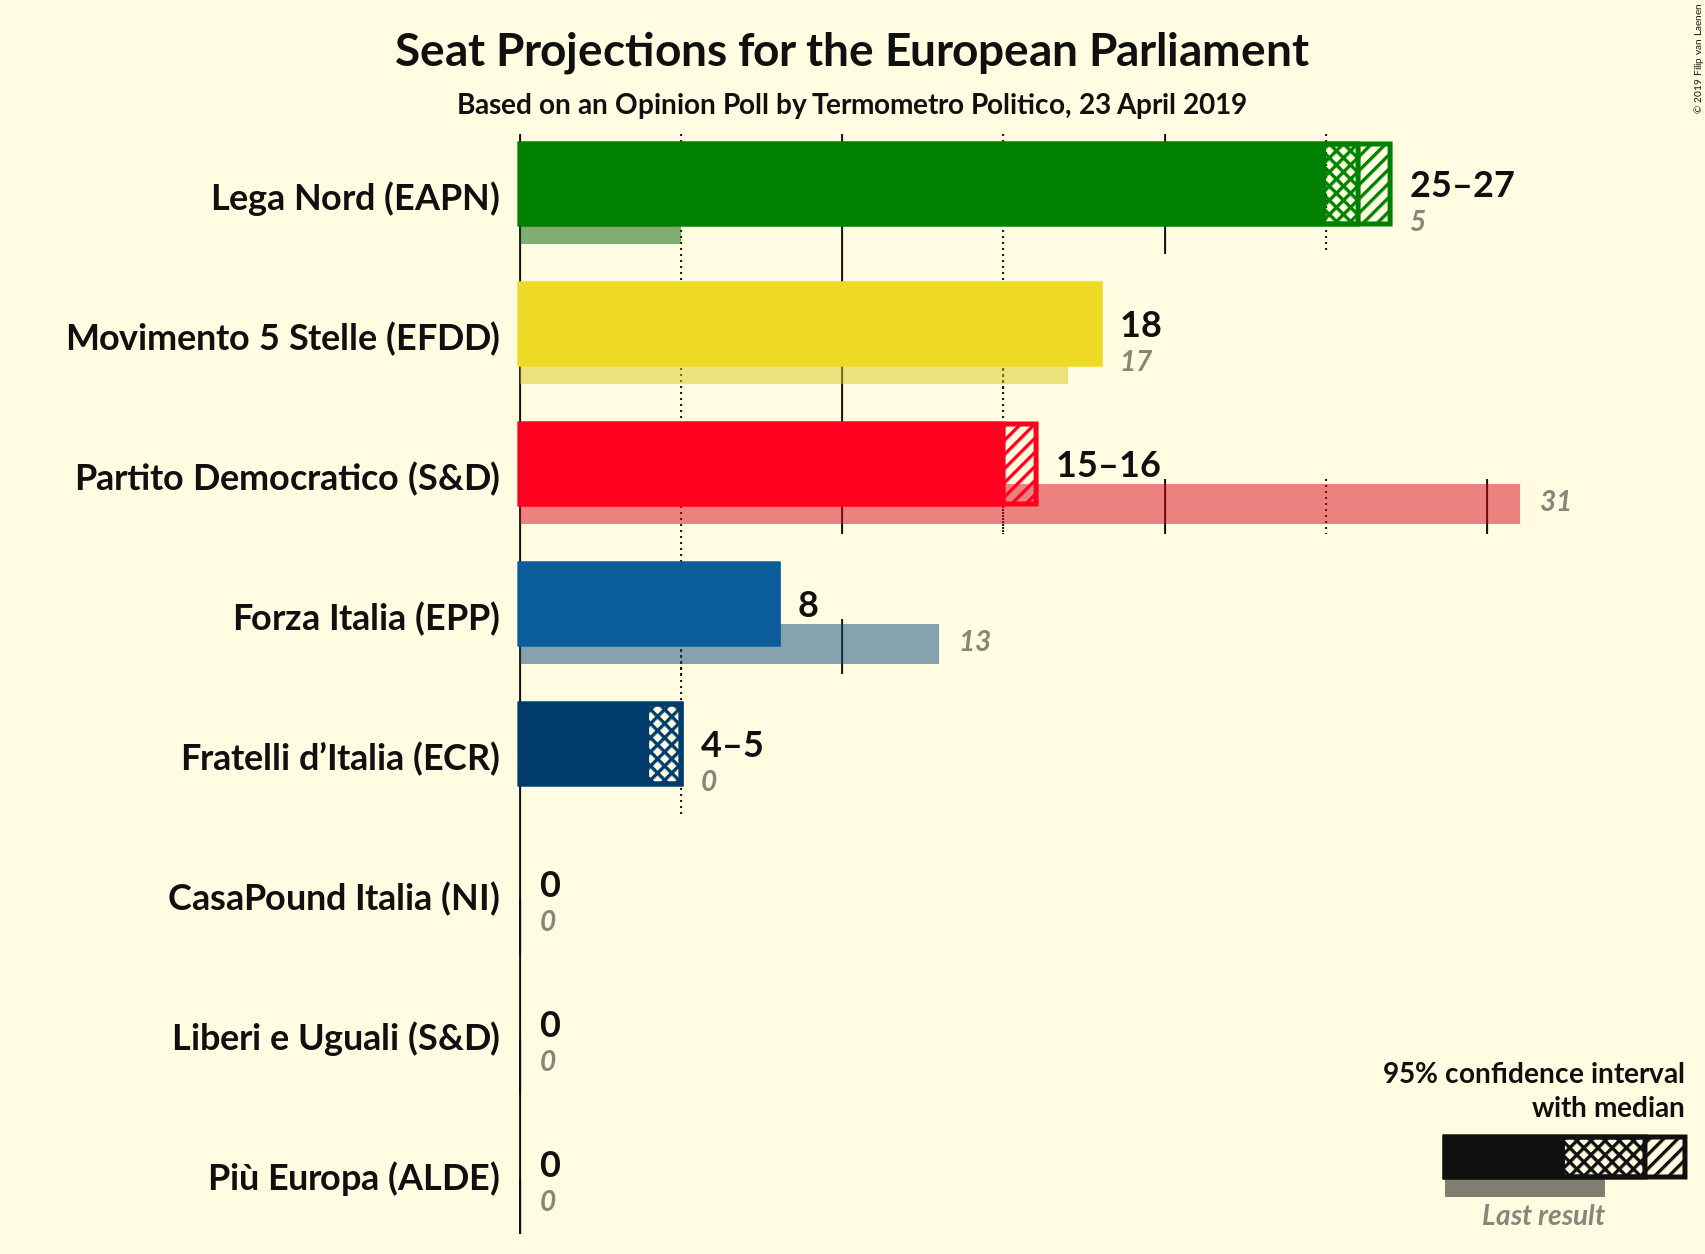 Seat Projections for the European Parliament
Based on an Opinion Poll by Termometro Politico, 23 April 2019
© 2019 Filip van Laenen
Lega Nord (EAPN)
25–27
5
Movimento 5 Stelle (EFDD)
18
17
Partito Democratico (S&D)
15–16
31
Forza Italia (EPP)
8
13
Fratelli d’Italia (ECR)
4–5
0
CasaPound Italia (NI)
0
0
Liberi e Uguali (S&D)
0
0
Più Europa (ALDE)
0
0
95% confidence interval
with median
Last result